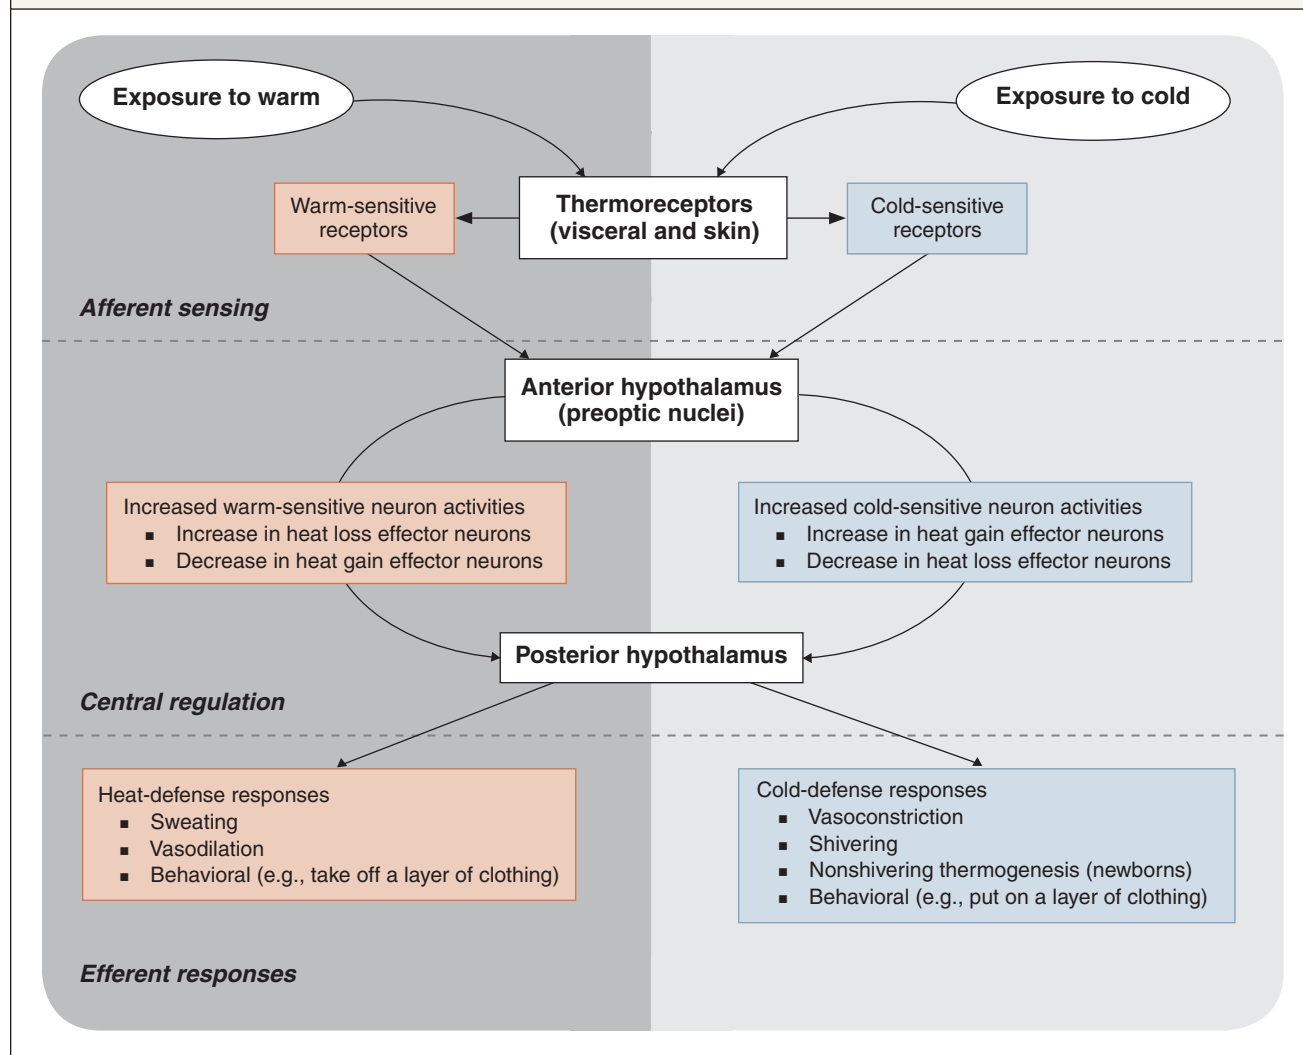 Exposure to warm
Exposure to cold
Thermoreceptors
(visceral and skin)
Warm-sensitive
receptors
Cold-sensitive
receptors
Afferent sensing
Anterior hypothalamus
(preoptic nuclei)
Increased warm-sensitive neuron activities
▪ Increase in heat loss effector neurons
▪ Decrease in heat gain effector neurons
Increased cold-sensitive neuron activities
▪ Increase in heat gain effector neurons
▪ Decrease in heat loss effector neurons
Posterior hypothalamus
Central regulation
Heat-defense responses
▪ Sweating
▪ Vasodilation
▪ Behavioral (e.g., take off a layer of clothing)
Cold-defense responses
▪ Vasoconstriction
▪ Shivering
▪ Nonshivering thermogenesis (newborns)
▪ Behavioral (e.g., put on a layer of clothing)
Efferent responses